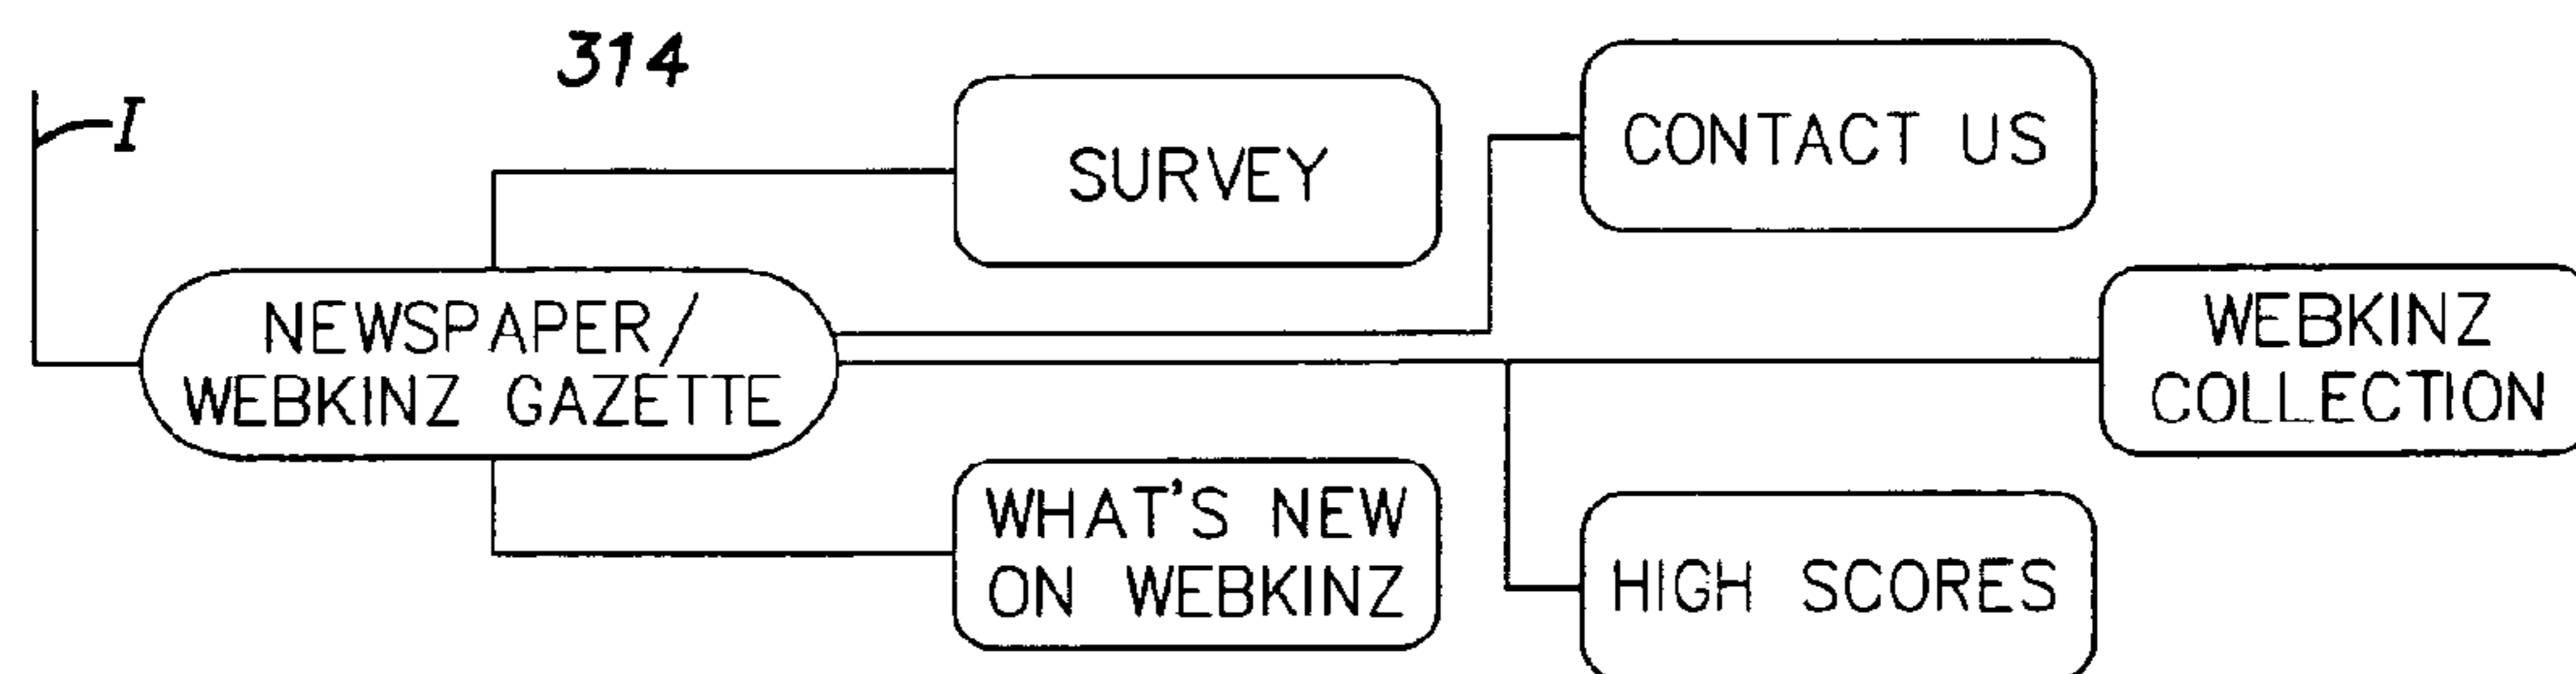 314
I
SURVEY
CONTACT US
NEWSPAPER/
WEBKINZ GAZETTE
WEBKINZ
COLLECTION
WHAT'S NEW
ON WEBKINZ
HIGH SCORES